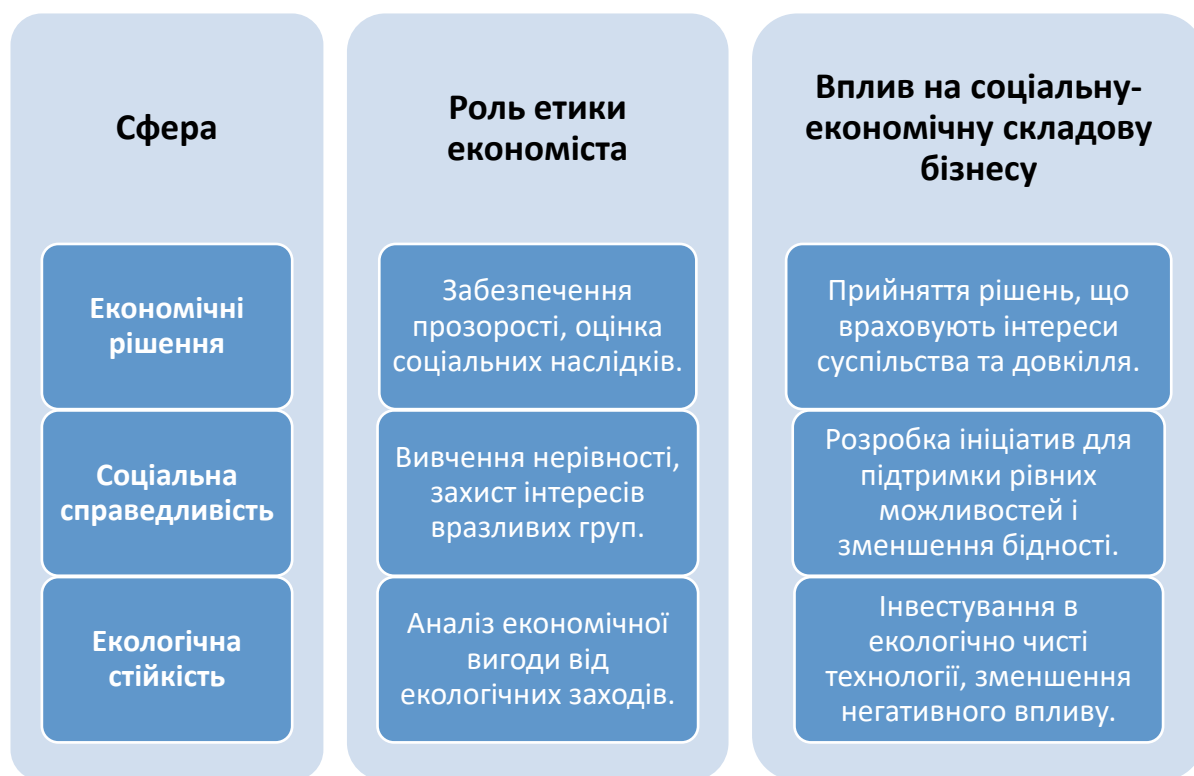 Сфера
Роль етики
економіста
Вплив на соціальну-
економічну складову
бізнесу
Економічні
рішення
Забезпечення
прозорості, оцінка
соціальних наслідків.
Прийняття рішень, що
враховують інтереси
суспільства та довкілля.
Соціальна
справедливість
Вивчення нерівності,
захист інтересів
вразливих груп.
Розробка ініціатив для
підтримки рівних
можливостей і
зменшення бідності.
Екологічна
стійкість
Аналіз економічної
вигоди від
екологічних заходів.
Інвестування в
екологічно чисті
технології, зменшення
негативного впливу.